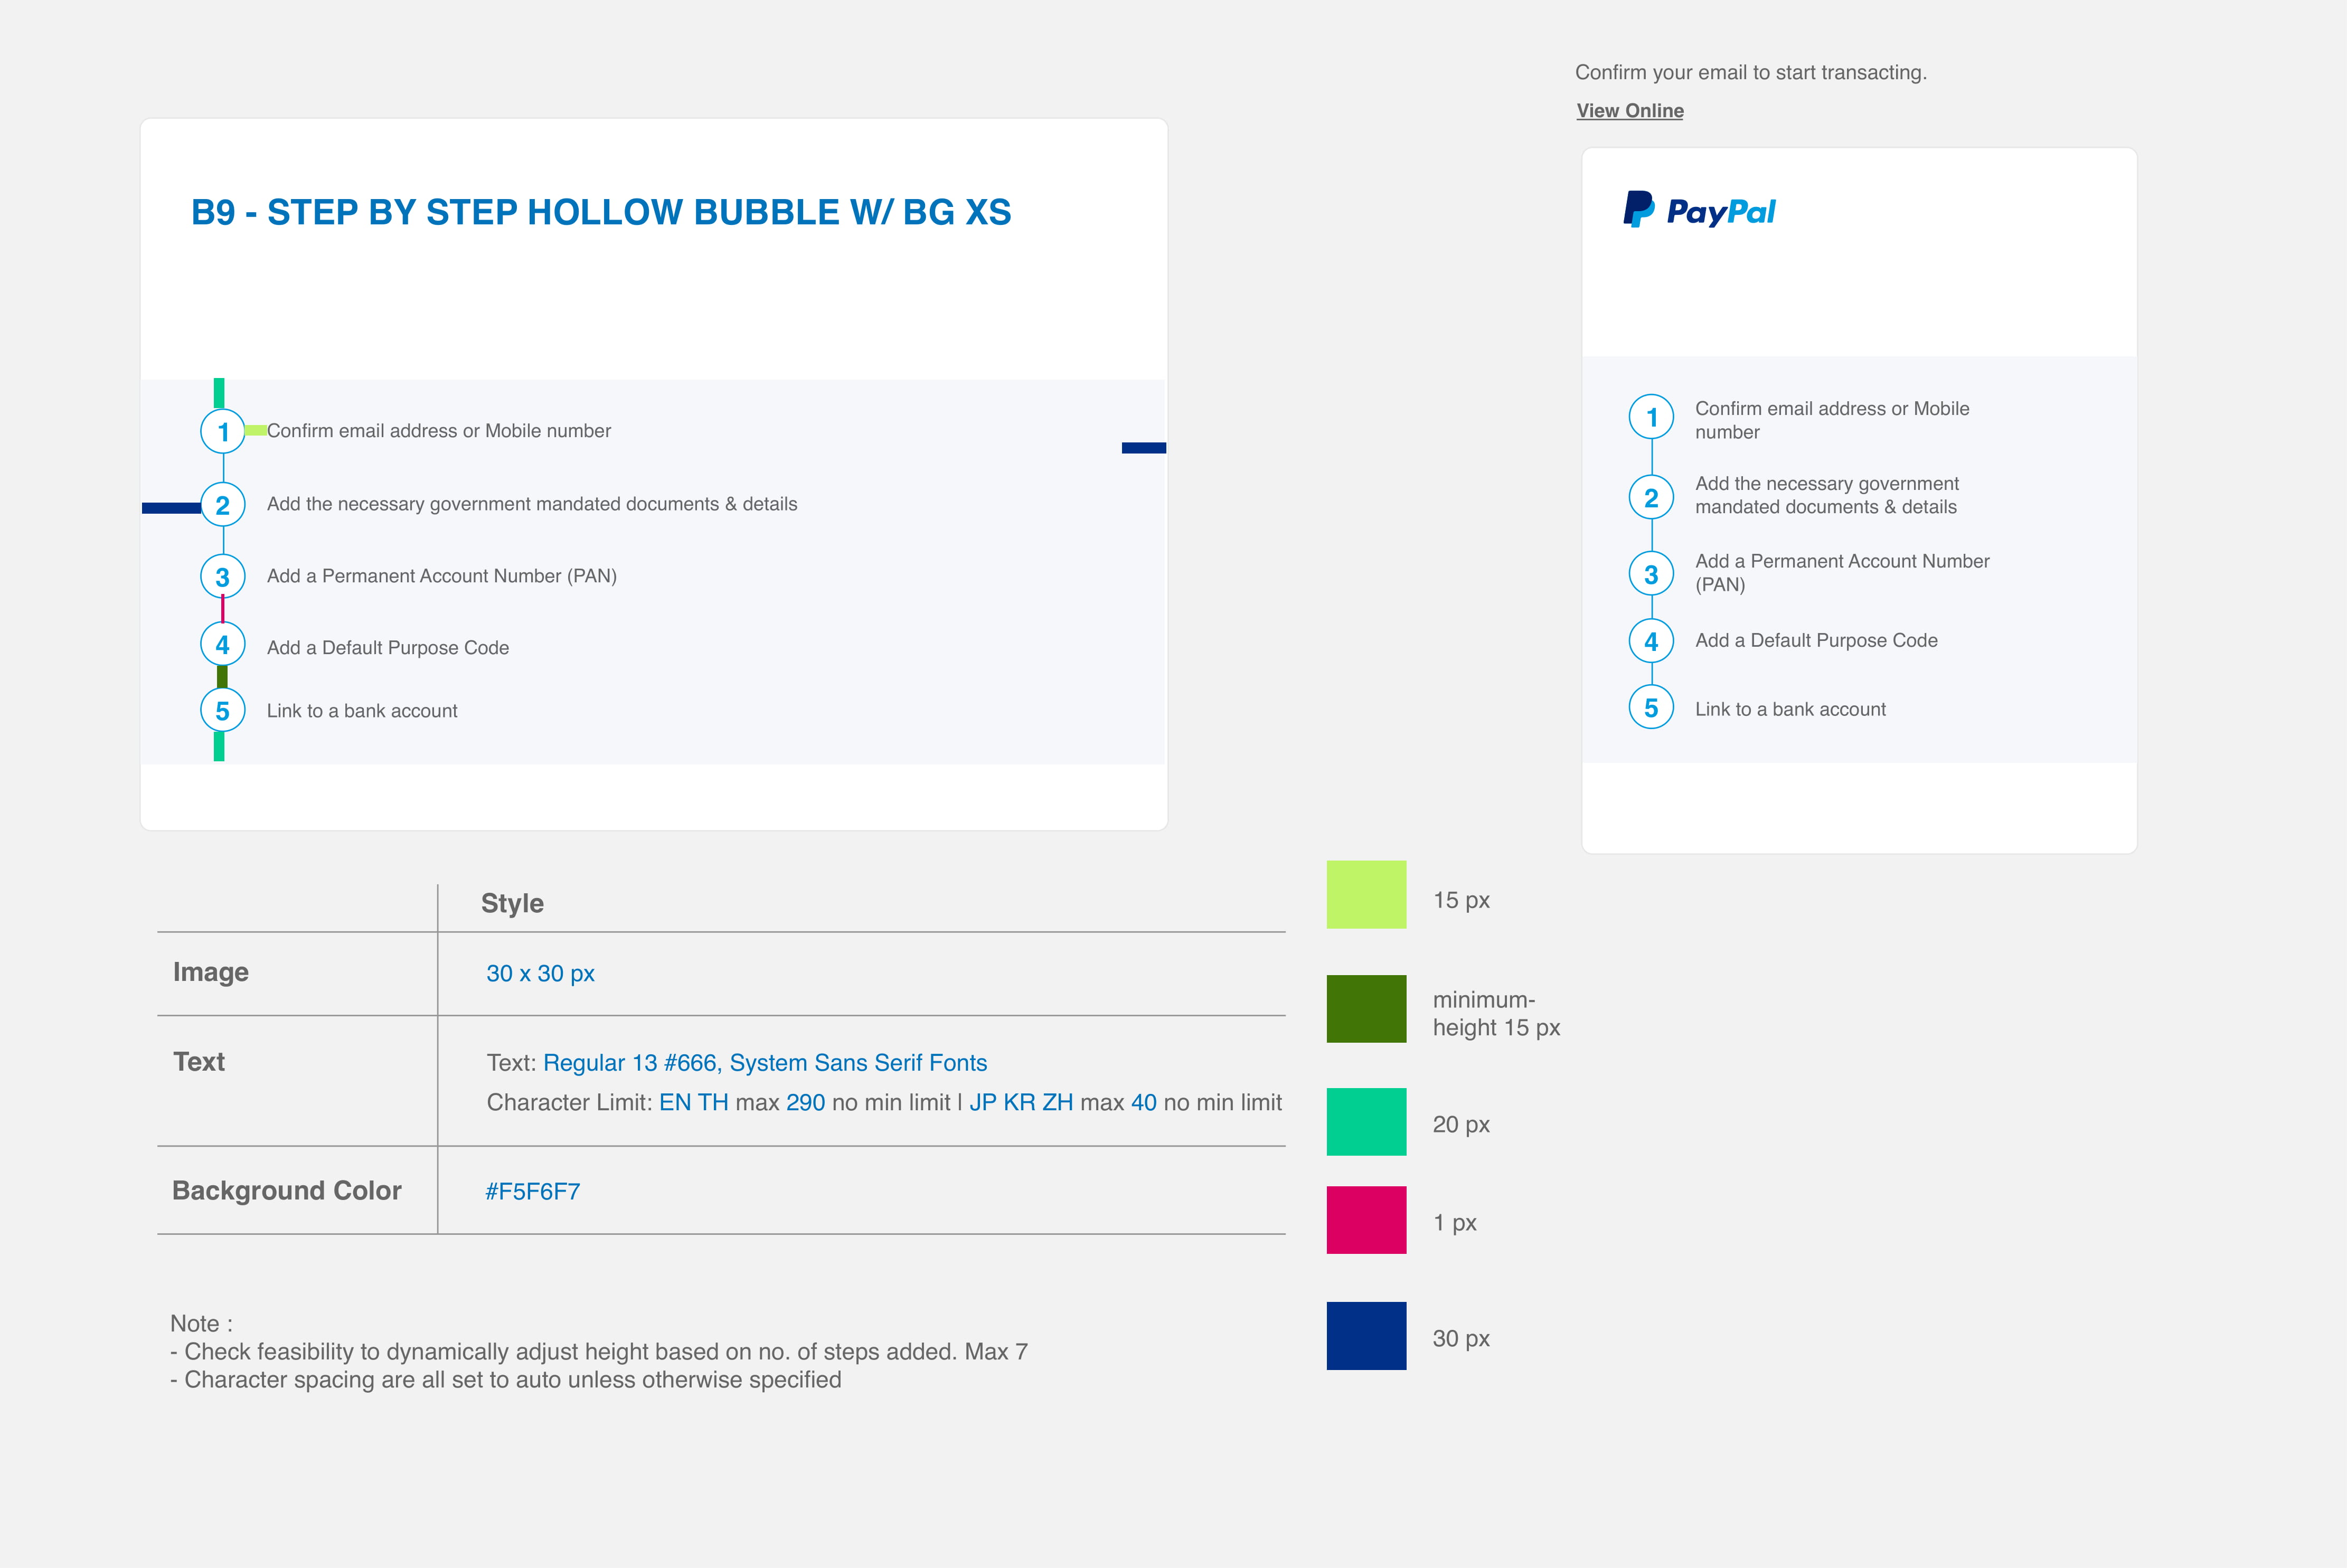 B9 - STEP BY STEP HOLLOW BUBBLE W/ BG XS
1 Confirm email address or Mobile number
2 Add the necessary government mandated documents & details
3 Add a Permanent Account Number (PAN)
4 Add a Default Purpose Code
5 Link to a bank account
Confirm your email to start transacting.
View Online
PayPal
1 Confirm email address or Mobile
number
2 Add the necessary government
mandated documents & details
3 Add a Permanent Account Number
(PAN)
4 Add a Default Purpose Code
5 Link to a bank account
Style
Image
30 x 30 px
Text
Text: Regular 13 #666, System Sans Serif Fonts
Character Limit: EN TH max 290 no min limit | JP KR ZH max 40 no min limit
Background Color
#F5F6F7
15 px
minimum-
height 15 px
20 px
1 px
30 px
Note :
- Check feasibility to dynamically adjust height based on no. of steps added. Max 7
- Character spacing are all set to auto unless otherwise specified